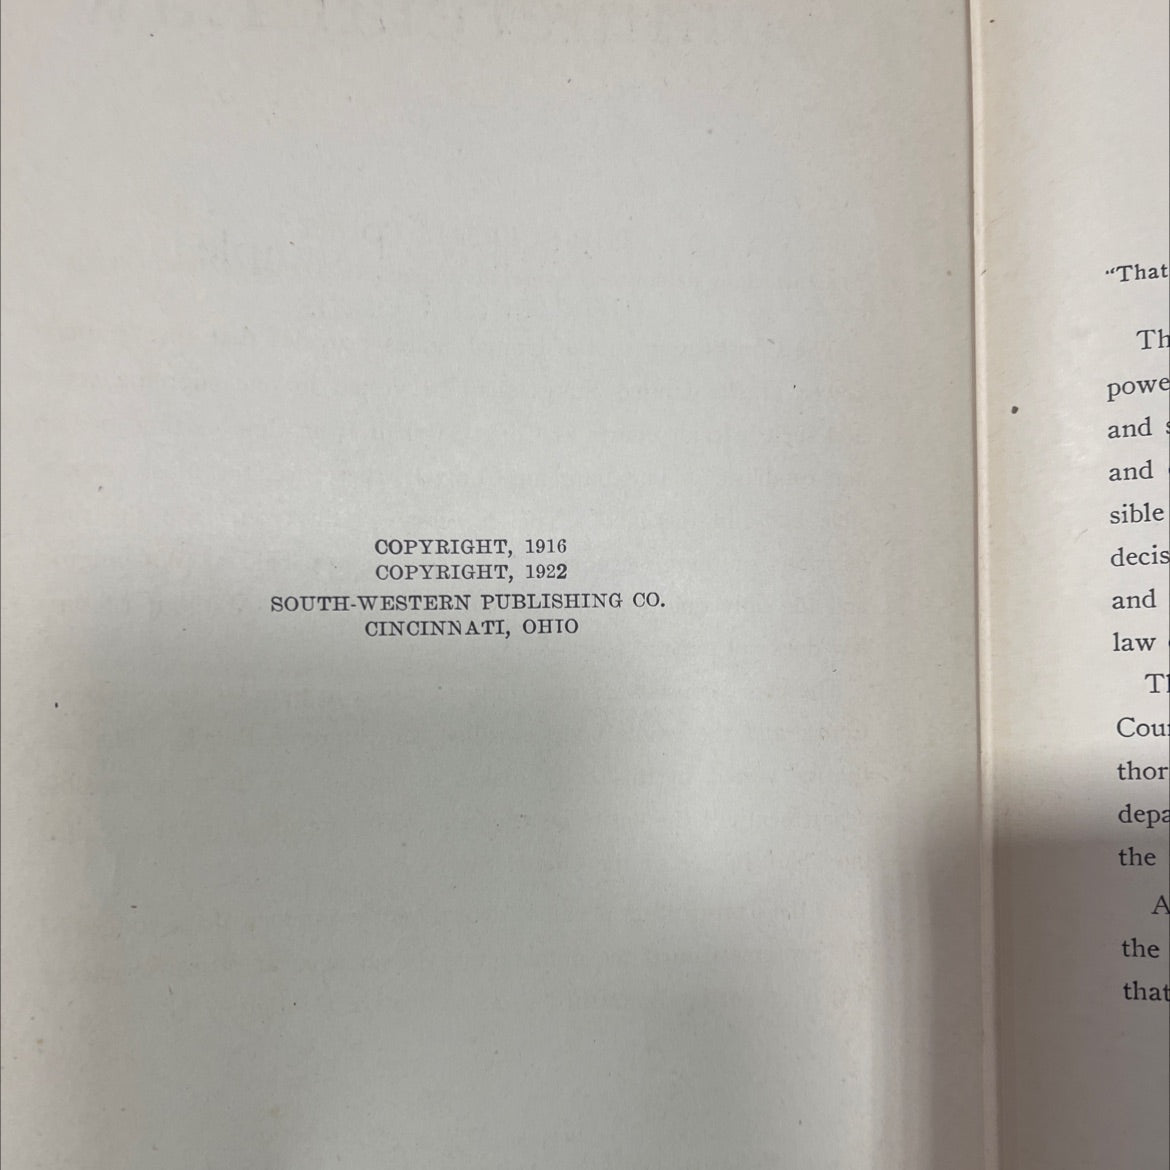 COPYRIGHT, 1916
COPYRIGHT, 1922
SOUTH-WESTERN PUBLISHING CO.
CINCINNATI, OHIO
"That
Th
powe
and s
and
sible
decis
and
law
Th
Cour
thor
depa
the
A
the
that